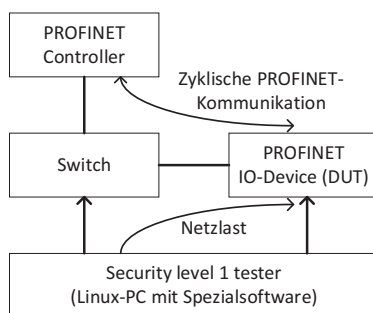 PROFINET
Controller
Zyklische PROFINET-
Kommunikation
Switch
PROFINET
IO-Device (DUT)
Netzlast
Security level 1 tester
(Linux-PC mit Spezialsoftware)